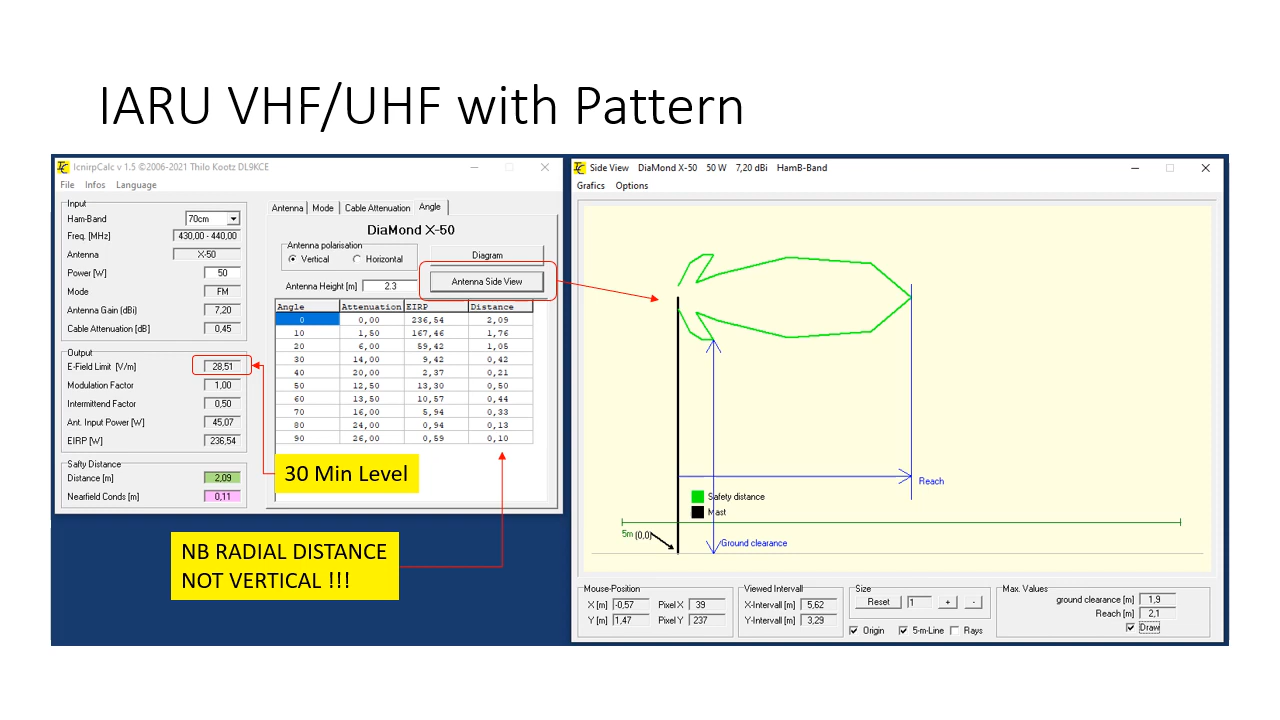 IARU VHF/UHF with Pattern
IcnirpCalc v 1.5 ©2006-2021 Thilo Kootz DL9KCE
File Infos Language
Input
Ham-Band 70cm
Freq. [MHz] 430,00 - 440,00
Antenna X-50
Power [W] 50
Mode FM
Antenna Gain (dBi) 7,20
Cable Attenuation [dB] 0,45
Output
E-Field Limit [V/m] 28,51
Modulation Factor 1,00
Intermittend Factor 0,50
Ant. Input Power [W] 45,07
EIRP [W] 236,54
Safty Distance
Distance [m] 2,09
Nearfield Conds [m] 0,11
Antenna Mode Cable Attenuation Angle
DiaMond X-50
Antenna polarisation
Vertical Horizontal
Diagram
Antenna Side View
Antenna Height [m] 2.3
Angle Attenuation EIRP Distance
0 0,00 236,54 2,09
10 1,50 167,46 1,76
20 6,00 59,42 1,05
30 14,00 9,42 0,42
40 20,00 2,37 0,21
50 12,50 13,30 0,50
60 13,50 10,57 0,44
70 16,00 5,94 0,33
80 24,00 0,94 0,13
90 26,00 0,59 0,10
30 Min Level
NB RADIAL DISTANCE
NOT VERTICAL !!!
Side View DiaMond X-50 50 W 7,20 dBi HamB-Band
Grafics Options
Reach
Safety distance
Mast
5m (0,0)
Ground clearance
Mouse-Position
X [m] -0,57 Pixel X 39
Y [m] 1,47 Pixel Y 237
Viewed Intervall
X-Intervall [m] 5,62
Y-Intervall [m] 3,29
Size
Reset 1 + -
Origin 5-m-Line Rays
Max. Values
ground clearance [m] 1,9
Reach [m] 2,1
Draw